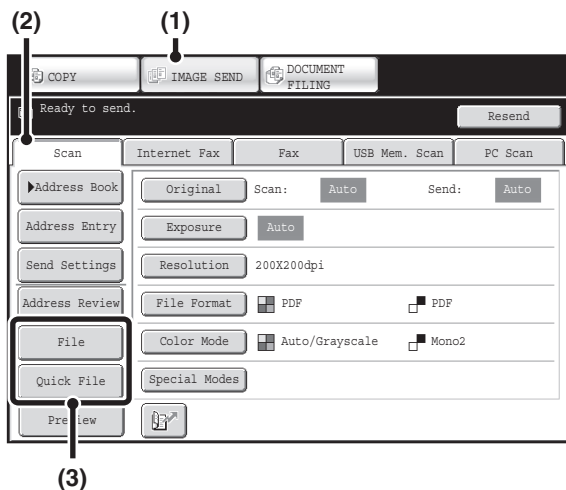 (2) (1)
COPY IMAGE SEND DOCUMENT
FILING
Ready to send.
Resend
Scan Internet Fax Fax USB Mem. Scan PC Scan
Address Book Original Scan: Auto Send: Auto
Address Entry Exposure Auto
Send Settings Resolution 200X200dpi
Address Review File Format PDF PDF
File Color Mode Auto/Grayscale Mono2
Quick File Special Modes
Preview
(3)